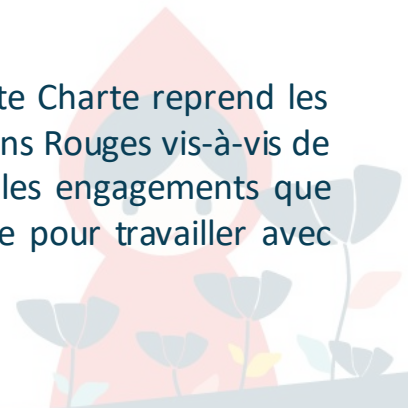 te Charte reprend les
ns Rouges vis-à-vis de
les engagements que
e pour travailler avec